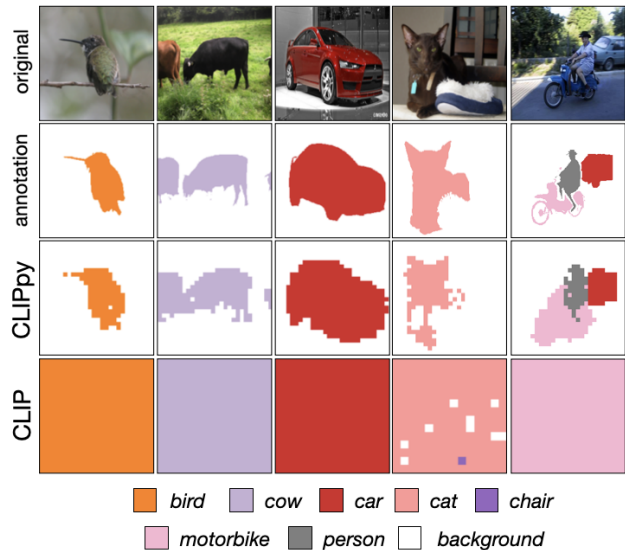 original
annotation
CLIPpy
CLIP
bird cow car cat chair
motorbike person background